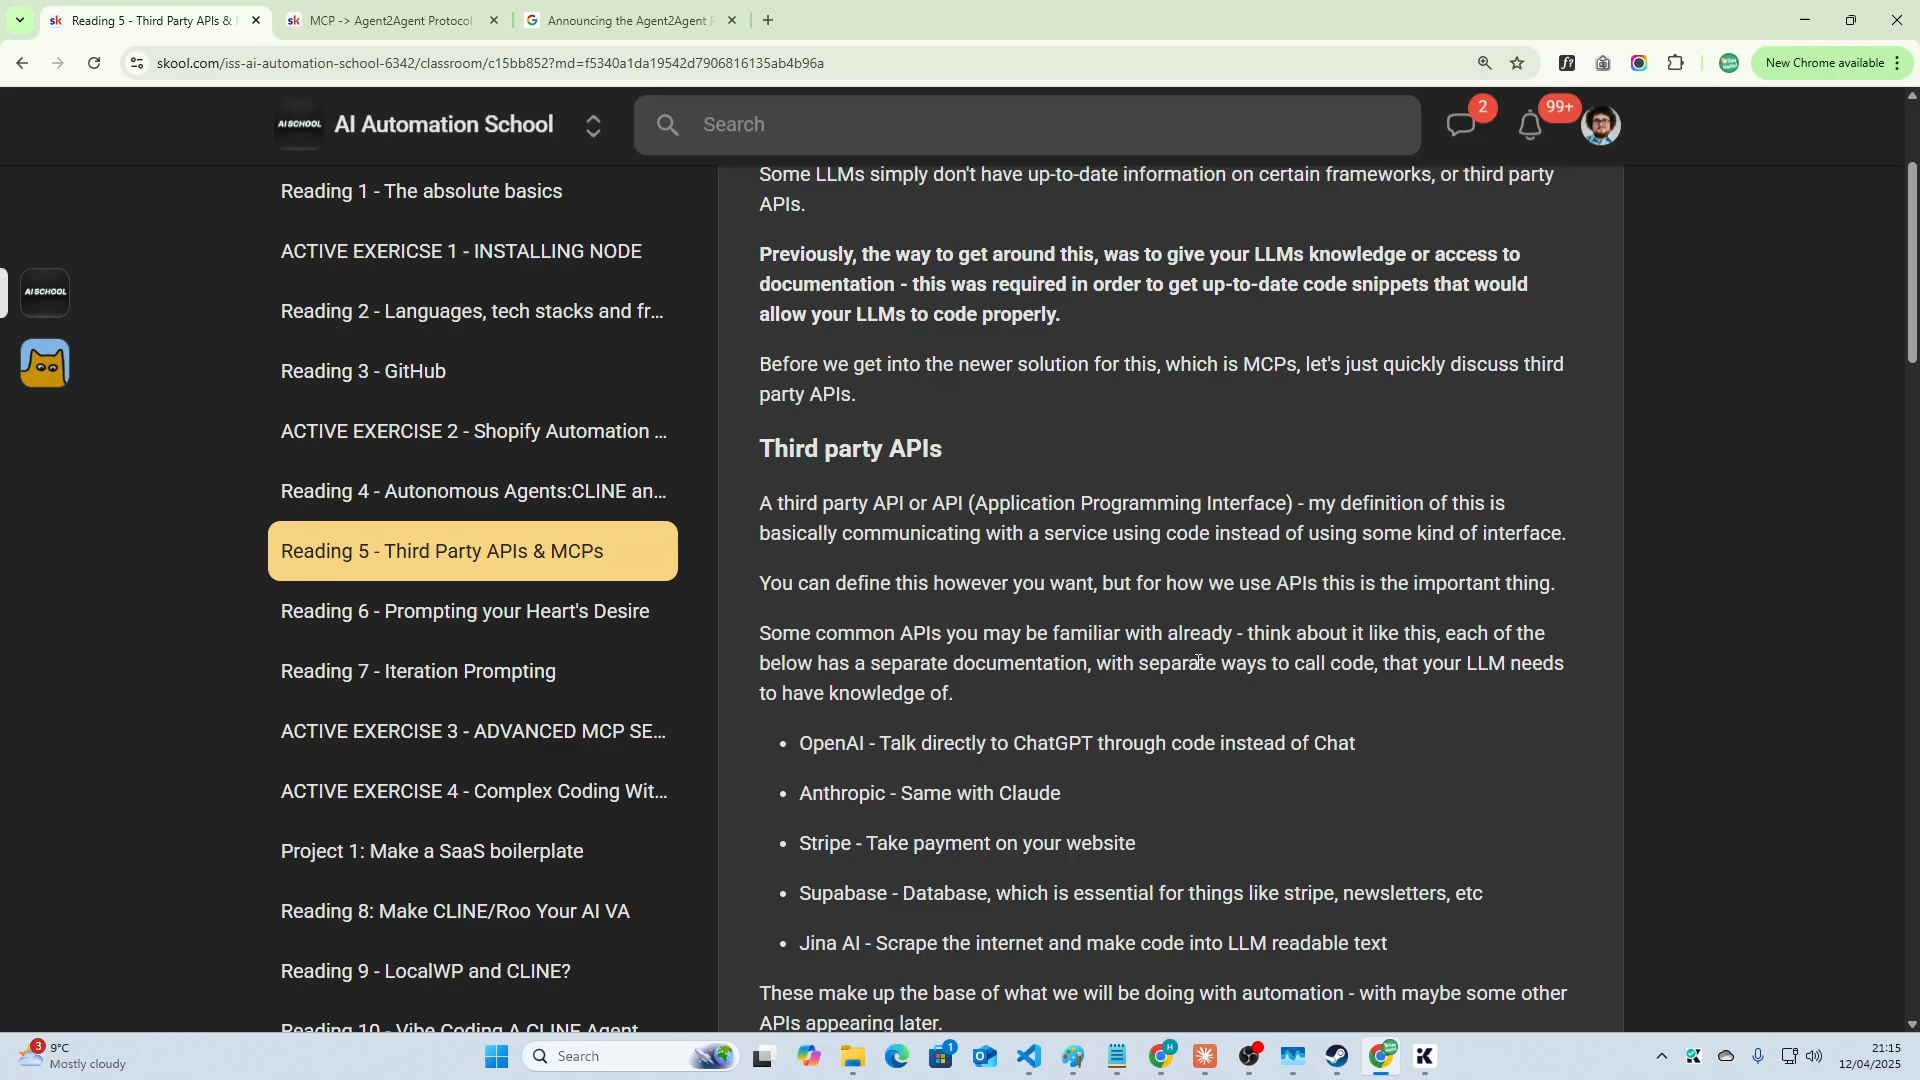 Reading 5 - Third Party APIs &
MCP -> Agent2Agent Protocol
Announcing the Agent2Agent P
skool.com/iss-ai-automation-school-6342/classroom/c15bb852?md=f5340a1da19542d7906816135ab4b96a
New Chrome available
AI SCHOOL
AI Automation School
Search
2
99+
AI SCHOOL
Reading 1 - The absolute basics
ACTIVE EXERICSE 1 - INSTALLING NODE
Reading 2 - Languages, tech stacks and fr...
Reading 3 - GitHub
ACTIVE EXERCISE 2 - Shopify Automation ...
Reading 4 - Autonomous Agents:CLINE an...
Reading 5 - Third Party APIs & MCPs
Reading 6 - Prompting your Heart's Desire
Reading 7 - Iteration Prompting
ACTIVE EXERCISE 3 - ADVANCED MCP SE...
ACTIVE EXERCISE 4 - Complex Coding Wit...
Project 1: Make a SaaS boilerplate
Reading 8: Make CLINE/Roo Your AI VA
Reading 9 - LocalWP and CLINE?
Reading 10 - Vibe Coding A CLINE Agent
Some LLMs simply don't have up-to-date information on certain frameworks, or third party
APIs.
Previously, the way to get around this, was to give your LLMs knowledge or access to
documentation - this was required in order to get up-to-date code snippets that would
allow your LLMs to code properly.
Before we get into the newer solution for this, which is MCPs, let's just quickly discuss third
party APIs.
Third party APIs
A third party API or API (Application Programming Interface) - my definition of this is
basically communicating with a service using code instead of using some kind of interface.
You can define this however you want, but for how we use APIs this is the important thing.
Some common APIs you may be familiar with already - think about it like this, each of the
below has a separate documentation, with separate ways to call code, that your LLM needs
to have knowledge of.
• OpenAI - Talk directly to ChatGPT through code instead of Chat
• Anthropic - Same with Claude
• Stripe - Take payment on your website
• Supabase - Database, which is essential for things like stripe, newsletters, etc
• Jina AI - Scrape the internet and make code into LLM readable text
These make up the base of what we will be doing with automation - with maybe some other
APIs appearing later.
3
9°C
Mostly cloudy
Search
1
21:15
12/04/2025